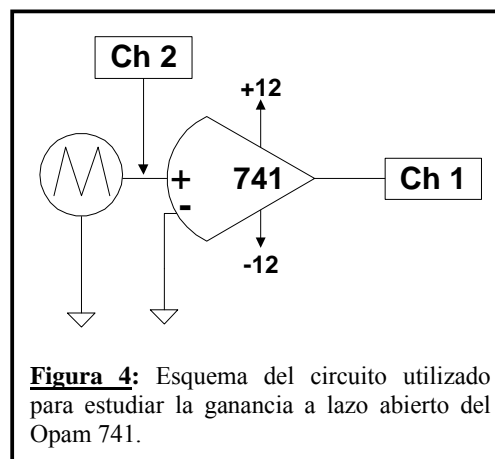 Ch 2
+12
+
741
Ch 1
-
-12
Figura 4: Esquema del circuito utilizado
para estudiar la ganancia a lazo abierto del
Opam 741.